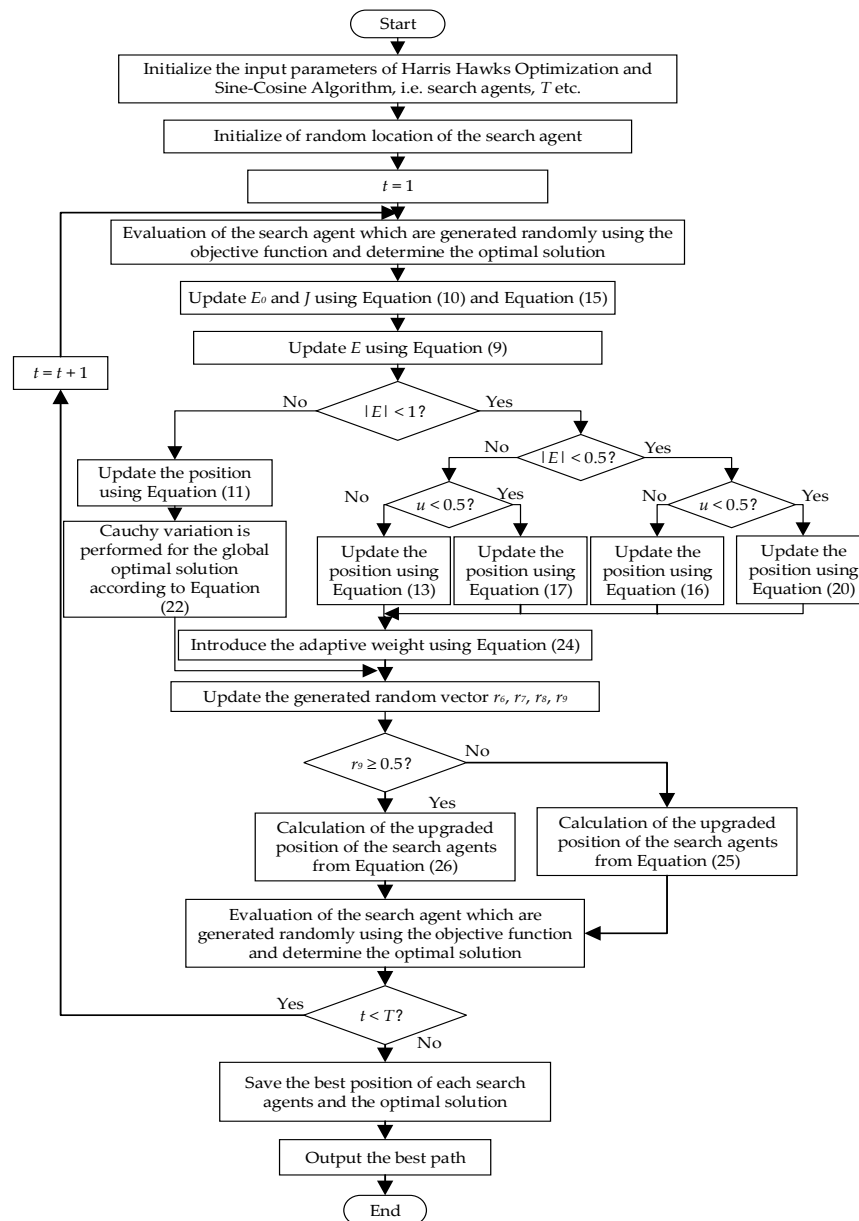 Start
Initialize the input parameters of Harris Hawks Optimization and
Sine-Cosine Algorithm, i.e. search agents, T etc.
Initialize of random location of the search agent
t = 1
Evaluation of the search agent which are generated randomly using the
objective function and determine the optimal solution
Update E₀ and J using Equation (10) and Equation (15)
Update E using Equation (9)
t = t + 1
No
|E| < 1?
Yes
No
|E| < 0.5?
Yes
Update the position
using Equation (11)
No
u < 0.5?
Yes
No
u < 0.5?
Yes
Cauchy variation is
performed for the global
optimal solution
according to Equation
(22)
Update the
position using
Equation (13)
Update the
position using
Equation (17)
Update the
position using
Equation (16)
Update the
position using
Equation (20)
Introduce the adaptive weight using Equation (24)
Update the generated random vector r₆, r₇, r₈, r₉
r₉ ≥ 0.5?
No
Yes
Calculation of the upgraded
position of the search agents
from Equation (26)
Calculation of the upgraded
position of the search agents
from Equation (25)
Evaluation of the search agent which are
generated randomly using the objective function
and determine the optimal solution
Yes
t < T?
No
Save the best position of each search
agents and the optimal solution
Output the best path
End